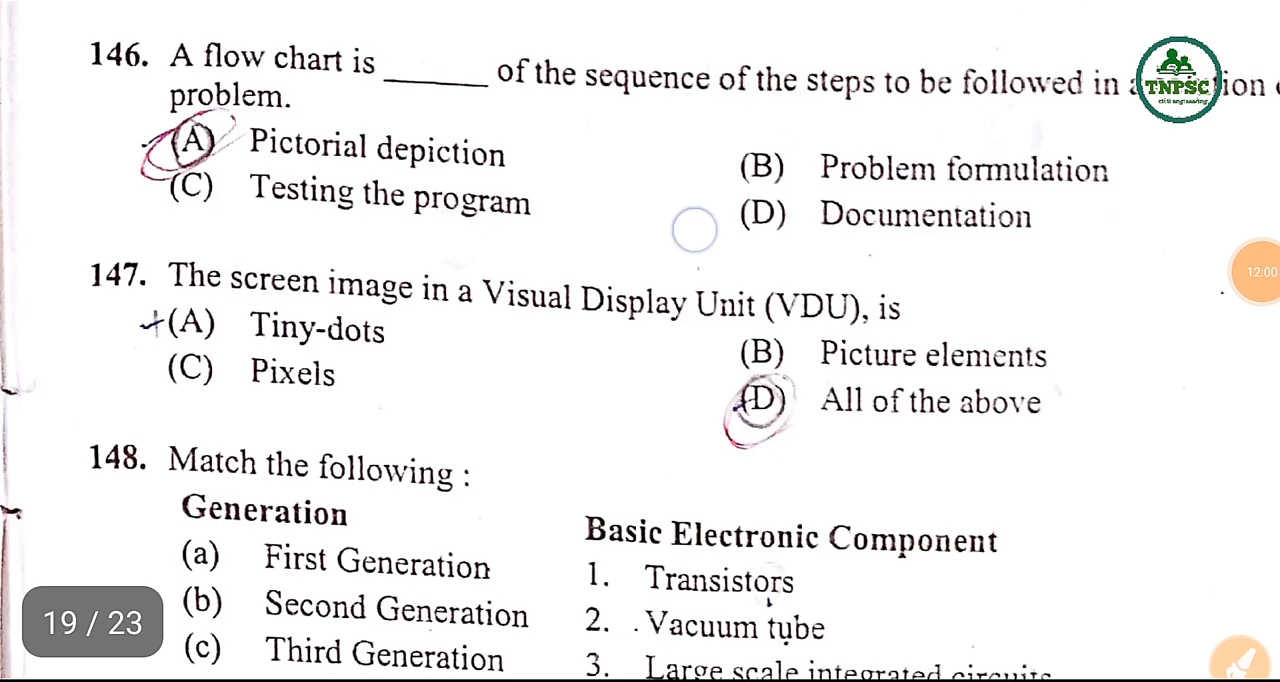 146. A flow chart is ______ of the sequence of the steps to be followed in a
problem.
(A) Pictorial depiction
(B) Problem formulation
(C) Testing the program
(D) Documentation
TNPSC
12:00
147. The screen image in a Visual Display Unit (VDU), is
(A) Tiny-dots
(B) Picture elements
(C) Pixels
(D) All of the above
148. Match the following :
Generation
Basic Electronic Component
(a) First Generation
1. Transistors
(b) Second Generation
2. Vacuum tube
(c) Third Generation
3. Large scale integrated circuits
19 / 23